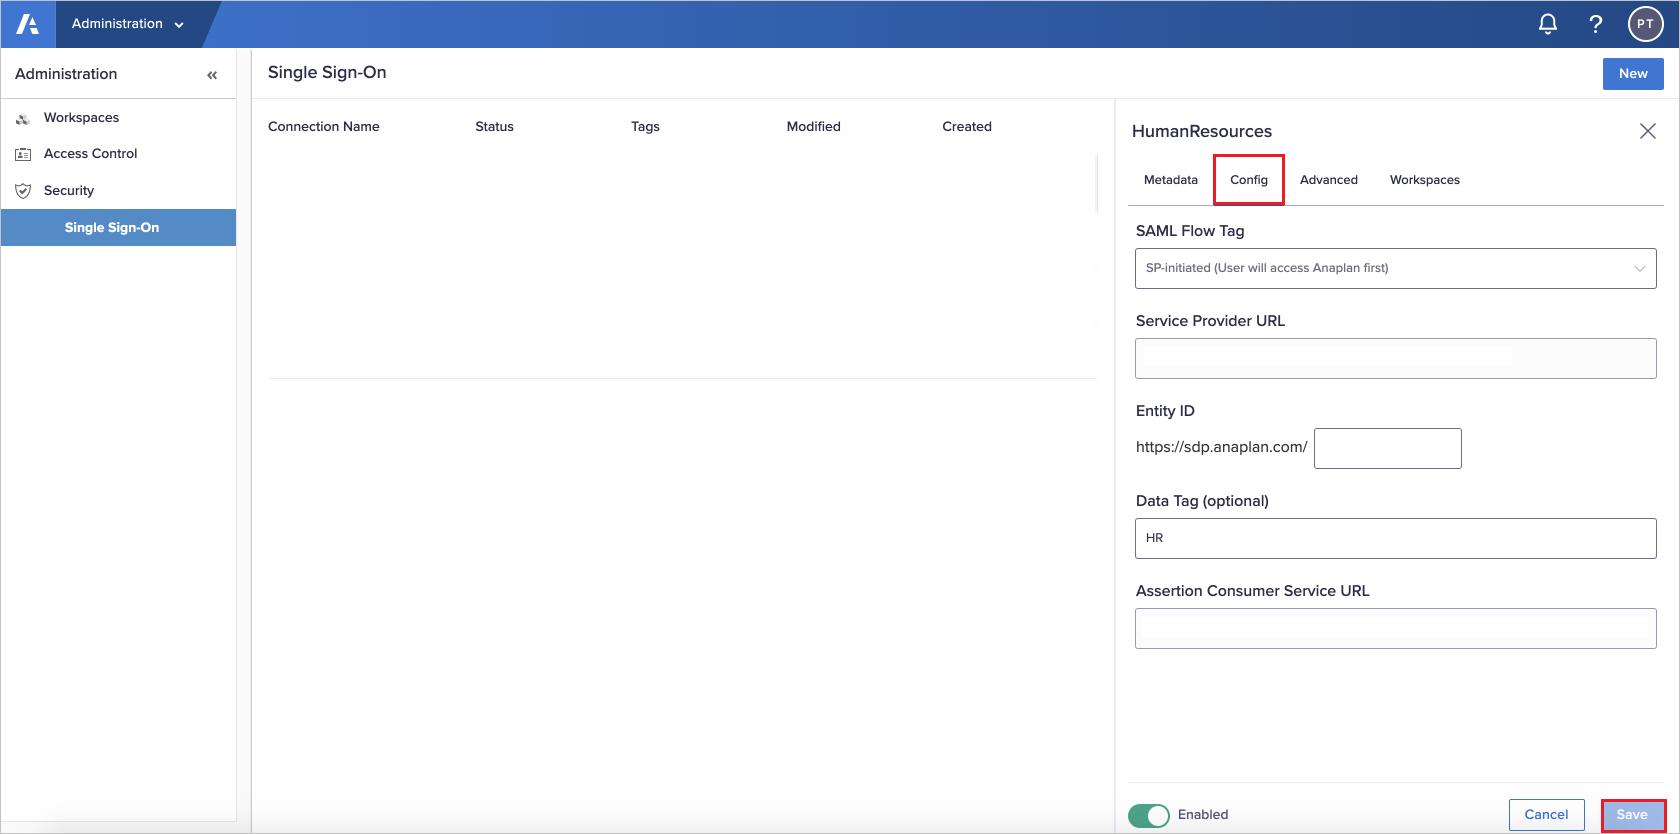 Administration
PT
Administration
«
Workspaces
Access Control
Security
Single Sign-On
Single Sign-On
New
Connection Name Status Tags Modified Created
HumanResources
Metadata Config Advanced Workspaces
SAML Flow Tag
SP-initiated (User will access Anaplan first)
Service Provider URL
Entity ID
https://sdp.anaplan.com/
Data Tag (optional)
HR
Assertion Consumer Service URL
Enabled
Cancel Save